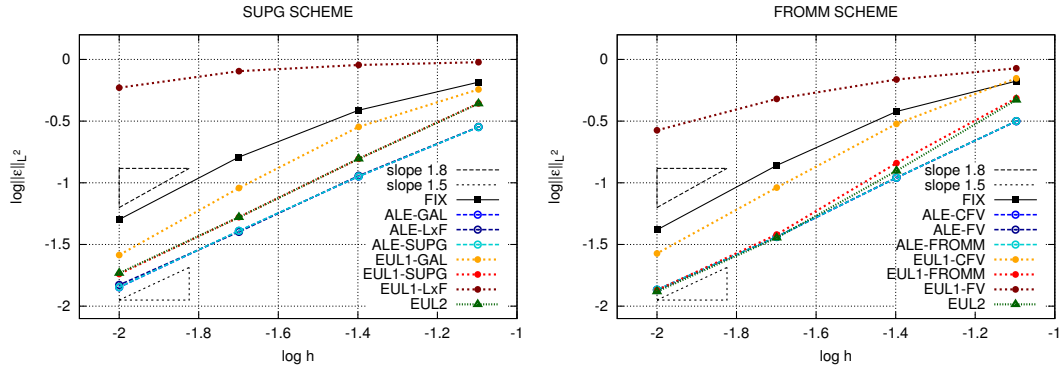 SUPG SCHEME
0
-0.5
-1
-1.5
-2
log||ε||L²
slope 1.8
slope 1.5
FIX
ALE-GAL
ALE-LxF
ALE-SUPG
EUL1-GAL
EUL1-SUPG
EUL1-LxF
EUL2
-2
-1.8
-1.6
-1.4
-1.2
-1
log h
FROMM SCHEME
0
-0.5
-1
-1.5
-2
log||ε||L²
slope 1.8
slope 1.5
FIX
ALE-CFV
ALE-FV
ALE-FROMM
EUL1-CFV
EUL1-FROMM
EUL1-FV
EUL2
-2
-1.8
-1.6
-1.4
-1.2
-1
log h